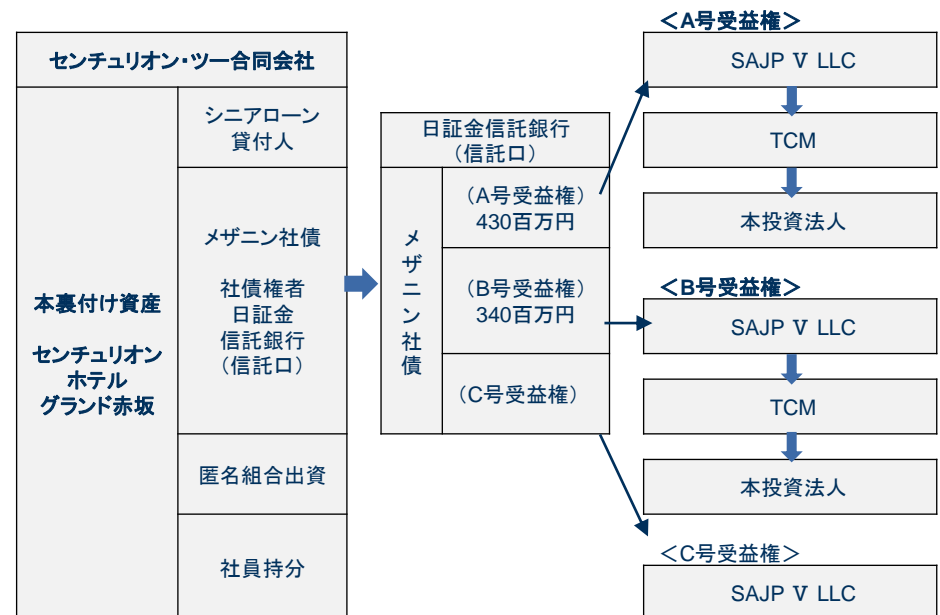 センチュリオン・ツー合同会社
本裏付け資産
センチュリオン
ホテル
グランド赤坂
シニアローン
貸付人
メザニン社債
社債権者
日証金
信託銀行
(信託口)
匿名組合出資
社員持分
日証金信託銀行
(信託口)
メザニン社債
(A号受益権)
430百万円
(B号受益権)
340百万円
(C号受益権)
＜A号受益権＞
SAJP Ⅴ LLC
TCM
本投資法人
＜B号受益権＞
SAJP Ⅴ LLC
TCM
本投資法人
＜C号受益権＞
SAJP Ⅴ LLC